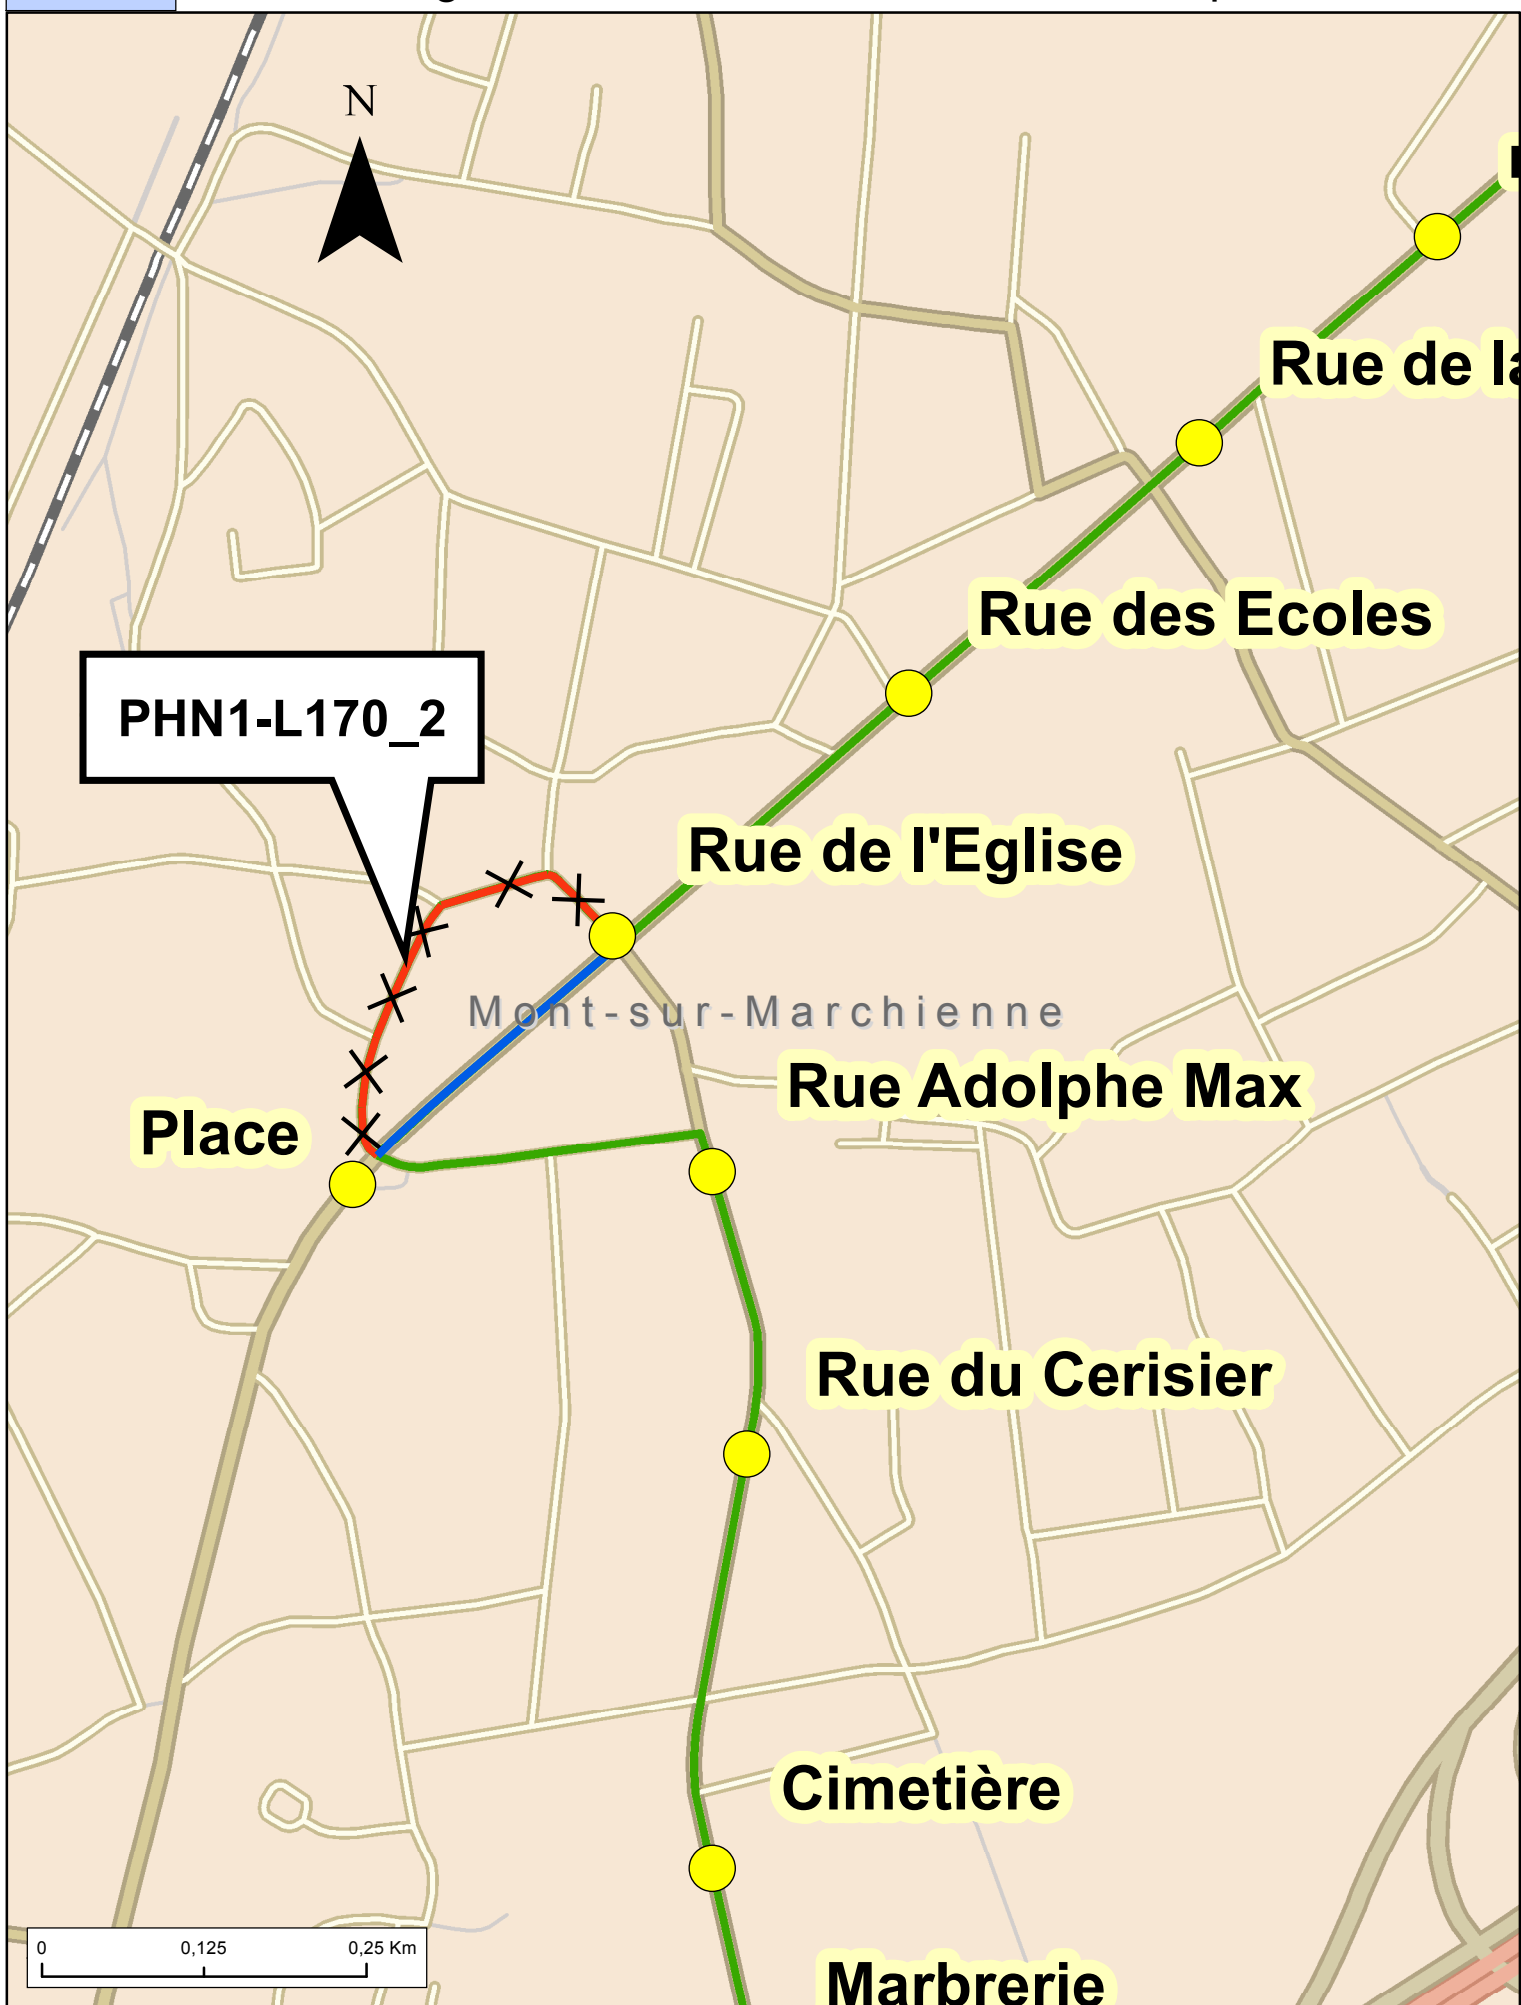 N
Rue de la
Rue des Ecoles
PHN1-L170_2
Rue de l'Eglise
Mont-sur-Marchienne
Rue Adolphe Max
Place
Rue du Cerisier
Cimetière
0 0,125 0,25 Km
Marbrerie